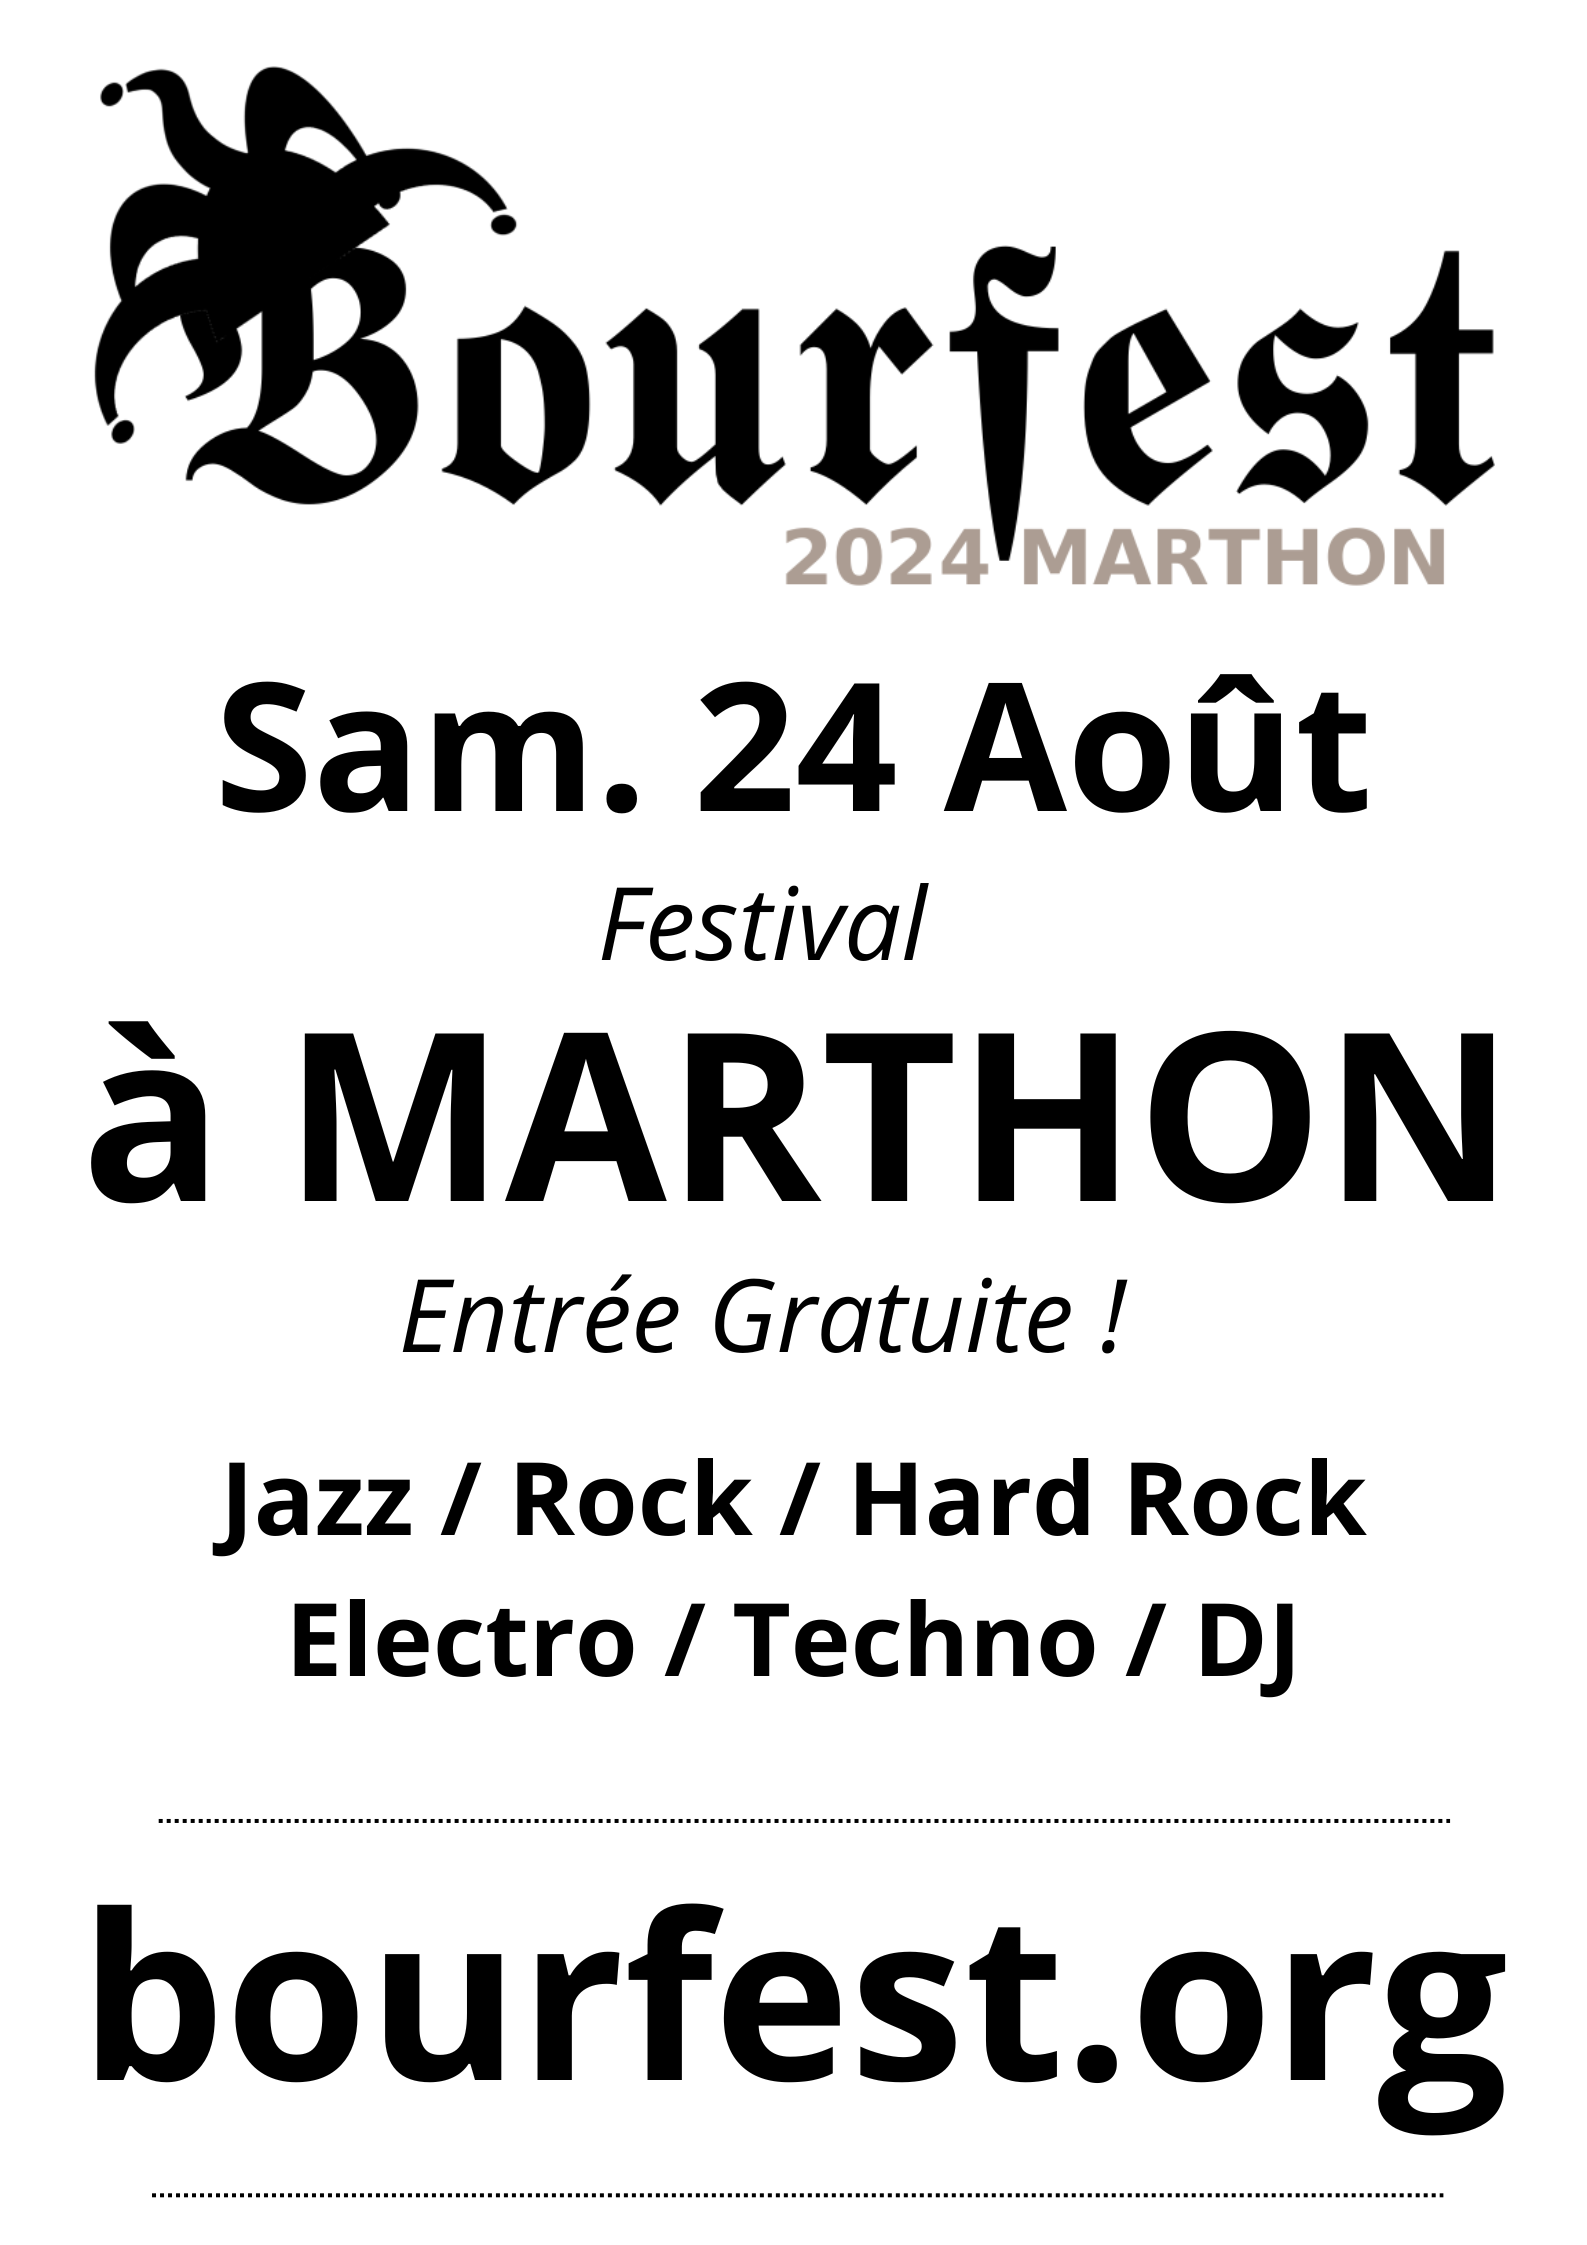 Bourfest
2024 MARTHON
Sam. 24 Août
Festival
à MARTHON
Entrée Gratuite !
Jazz / Rock / Hard Rock
Electro / Techno / DJ
bourfest.org